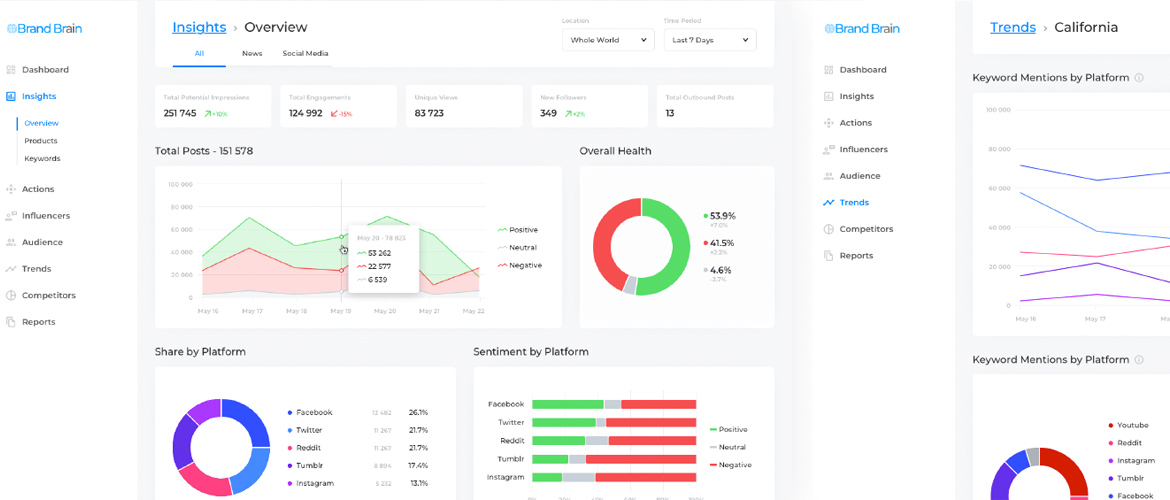 Brand Brain
Dashboard
Insights
Overview
Products
Keywords
Actions
Influencers
Audience
Trends
Competitors
Reports
Insights › Overview
All
News
Social Media
Location
Whole World
Time Period
Last 7 Days
Total Potential Impressions
251 745 +10%
Total Engagements
124 992 -15%
Unique Views
83 723
New Followers
349 +2%
Total Outbound Posts
13
Total Posts - 151 578
100 000
80 000
60 000
40 000
20 000
0
May 16
May 17
May 18
May 19
May 20
May 21
May 22
May 20 - 78 825
53 262
22 577
6 539
Positive
Neutral
Negative
Overall Health
53.9%
+7.0%
41.5%
4.6%
Share by Platform
Facebook 26.1%
Twitter 11 267 21.7%
Reddit 11 267 21.7%
Tumblr 8 894 17.4%
Instagram 5 232 13.1%
Sentiment by Platform
Facebook
Twitter
Reddit
Tumblr
Instagram
Positive
Neutral
Negative
Brand Brain
Dashboard
Insights
Actions
Influencers
Audience
Trends
Competitors
Reports
Trends › California
Keyword Mentions by Platform
100 000
80 000
60 000
40 000
20 000
0
May 16
May 17
May 18
Keyword Mentions by Platform
Youtube
Reddit
Instagram
Tumblr
Facebook